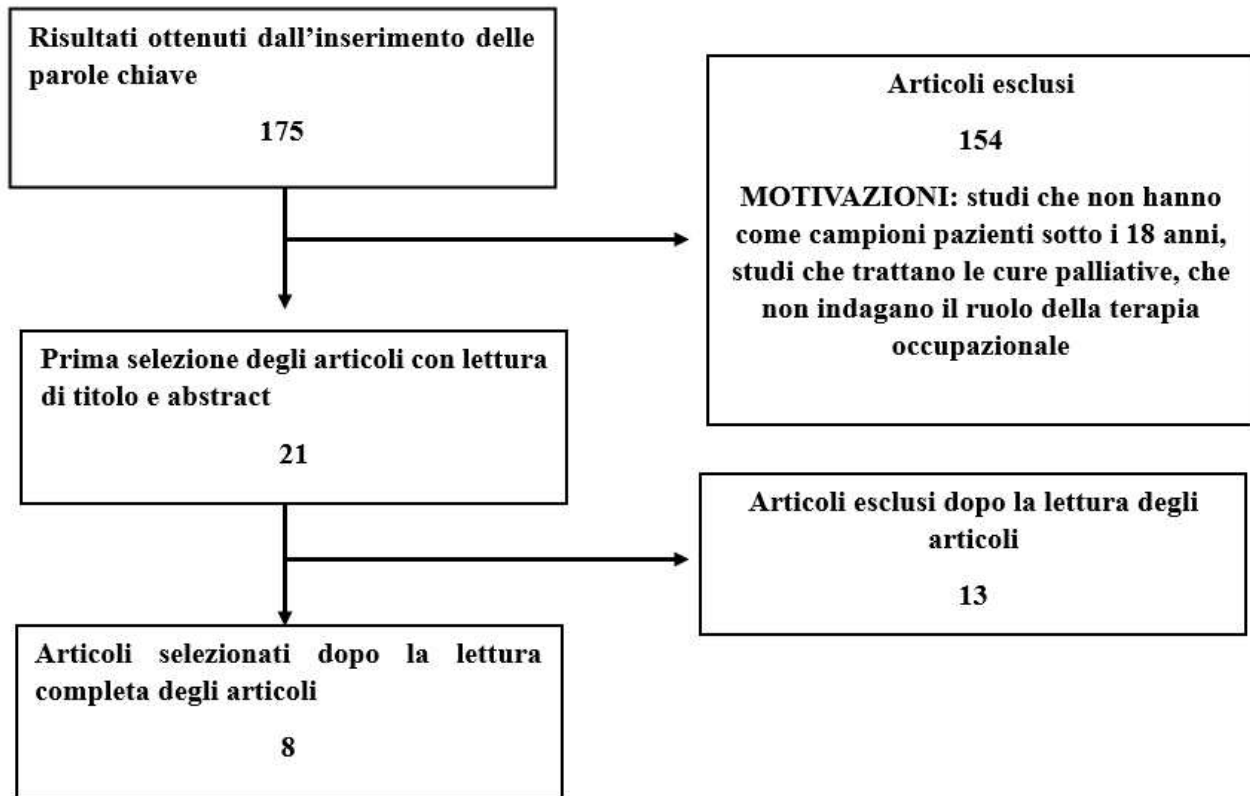 Risultati ottenuti dall’inserimento delle
parole chiave
175
Articoli esclusi
154
MOTIVAZIONI: studi che non hanno
come campioni pazienti sotto i 18 anni,
studi che trattano le cure palliative, che
non indagano il ruolo della terapia
occupazionale
Prima selezione degli articoli con lettura
di titolo e abstract
21
Articoli esclusi dopo la lettura degli
articoli
13
Articoli selezionati dopo la lettura
completa degli articoli
8